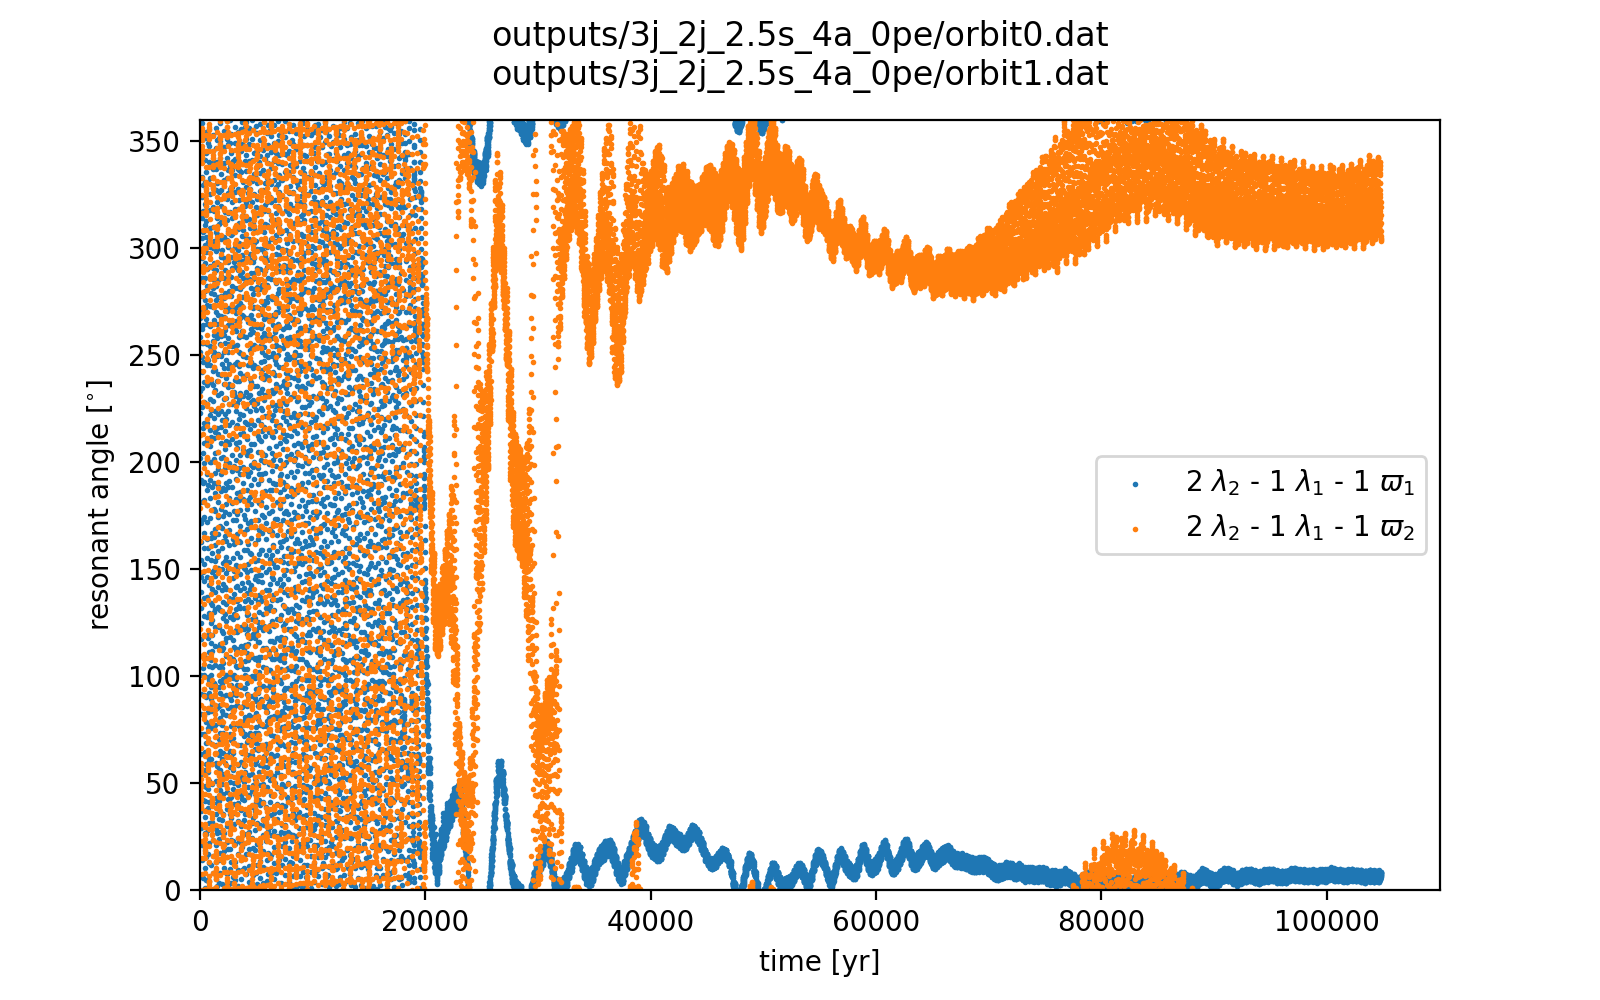 outputs/3j_2j_2.5s_4a_0pe/orbit0.dat
outputs/3j_2j_2.5s_4a_0pe/orbit1.dat
350
300
250
200
150
100
50
0
resonant angle [°]
2 λ₂ - 1 λ₁ - 1 ϖ₁
2 λ₂ - 1 λ₁ - 1 ϖ₂
0 20000 40000 60000 80000 100000
time [yr]